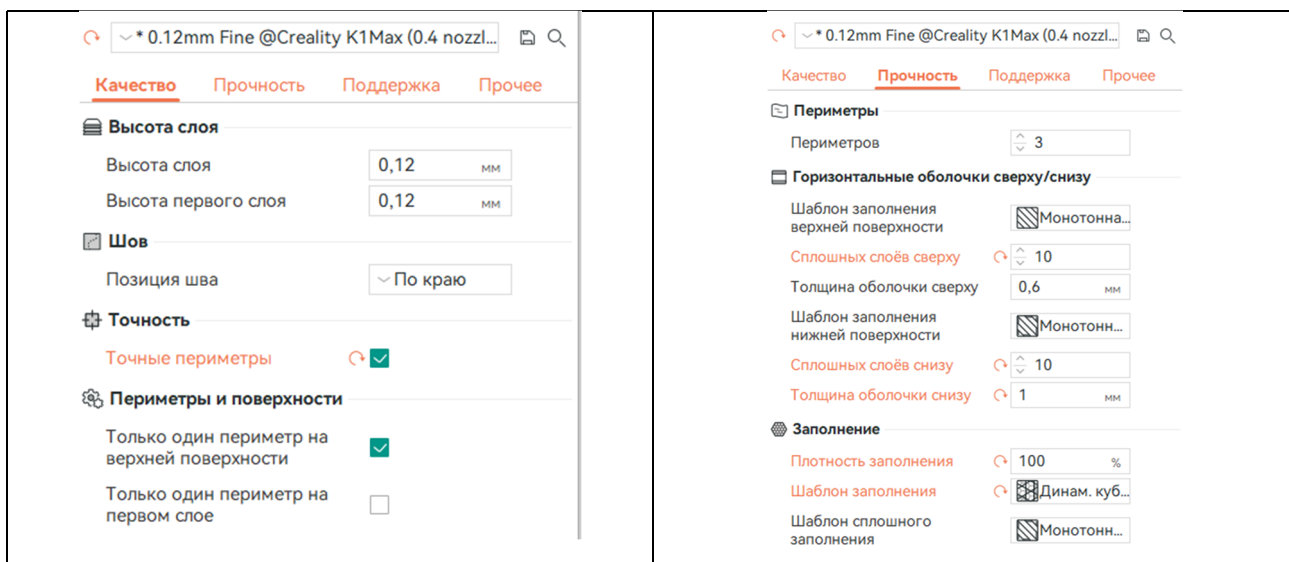 * 0.12mm Fine @Creality K1Max (0.4 nozzl...
Качество Прочность Поддержка Прочее
Высота слоя
Высота слоя 0,12 мм
Высота первого слоя 0,12 мм
Шов
Позиция шва По краю
Точность
Точные периметры
Периметры и поверхности
Только один периметр на
верхней поверхности
Только один периметр на
первом слое
* 0.12mm Fine @Creality K1Max (0.4 nozzl...
Качество Прочность Поддержка Прочее
Периметры
Периметров 3
Горизонтальные оболочки сверху/снизу
Шаблон заполнения
верхней поверхности Монотонна...
Сплошных слоёв сверху 10
Толщина оболочки сверху 0,6 мм
Шаблон заполнения
нижней поверхности Монотонн...
Сплошных слоёв снизу 10
Толщина оболочки снизу 1 мм
Заполнение
Плотность заполнения 100 %
Шаблон заполнения Динам. куб...
Шаблон сплошного
заполнения Монотонн...